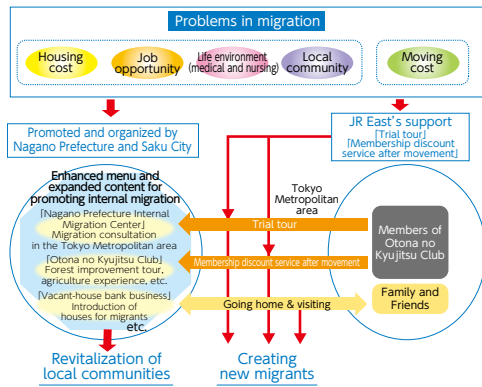 Problems in migration
Housing
cost
Job
opportunity
Life environment
(medical and nursing)
Local
community
Moving
cost
Promoted and organized by
Nagano Prefecture and Saku City
JR East's support
「Trial tour」
「Membership discount
service after movement」
Enhanced menu and
expanded content for
promoting internal migration
「Nagano Prefecture Internal
Migration Center」
Migration consultation
in the Tokyo Metropolitan area
「Otona no Kyujitsu Club」
Forest improvement tour,
agriculture experience, etc.
「Vacant-house bank business」
Introduction of
houses for migrants
etc.
Tokyo
Metropolitan
area
Trial tour
Membership discount service after movement
Going home & visiting
Members of
Otona no
Kyujitsu Club
Family and
Friends
Revitalization of
local communities
Creating
new migrants